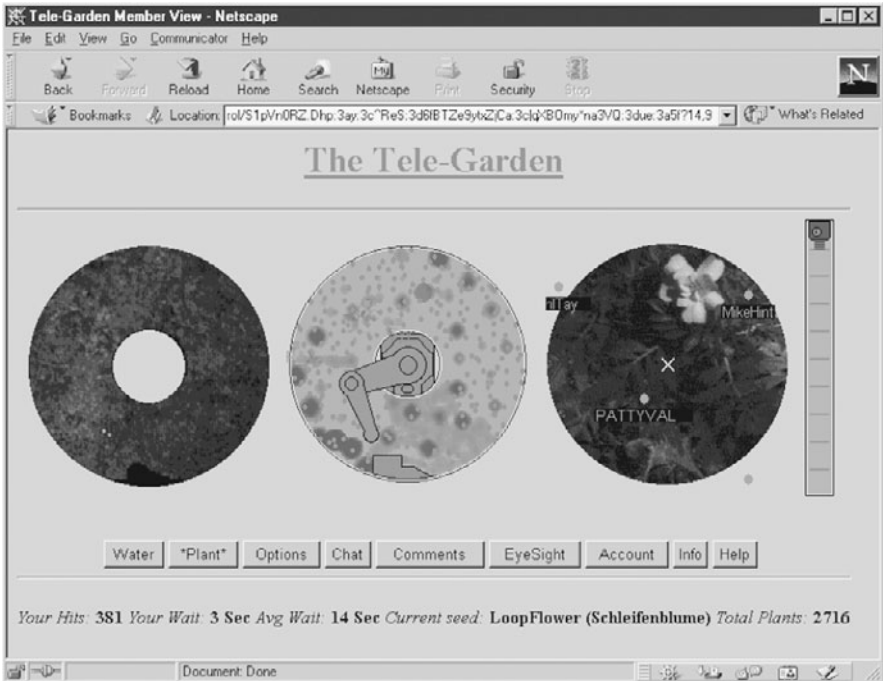 Tele-Garden Member View - Netscape
File Edit View Go Communicator Help
Back Forward Reload Home Search Netscape Print Security Stop
My
N
Bookmarks Location: What's Related
The Tele-Garden
MikeHint
PATTYVAL
Water *Plant* Options Chat Comments EyeSight Account Info Help
Your Hits: 381 Your Wait: 3 Sec Avg Wait: 14 Sec Current seed: LoopFlower (Schleifenblume) Total Plants: 2716
Document: Done